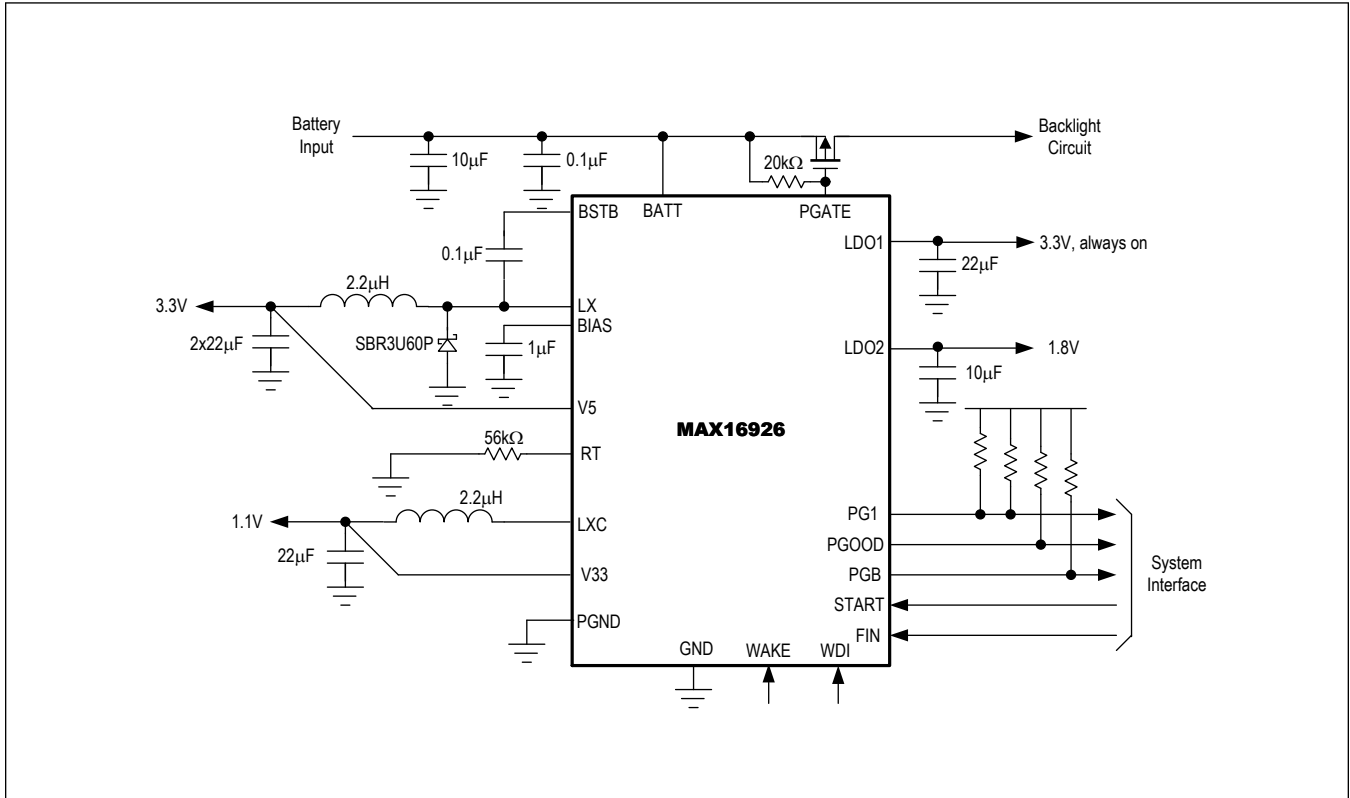 Battery
Input
10µF
0.1µF
20kΩ
Backlight
Circuit
BSTB
BATT
PGATE
LDO1
3.3V, always on
0.1µF
22µF
2.2µH
3.3V
LX
BIAS
2x22µF
SBR3U60P
1µF
LDO2
1.8V
10µF
V5
MAX16926
56kΩ
RT
2.2µH
1.1V
LXC
PG1
22µF
PGOOD
V33
PGB
System
Interface
START
PGND
FIN
GND
WAKE
WDI